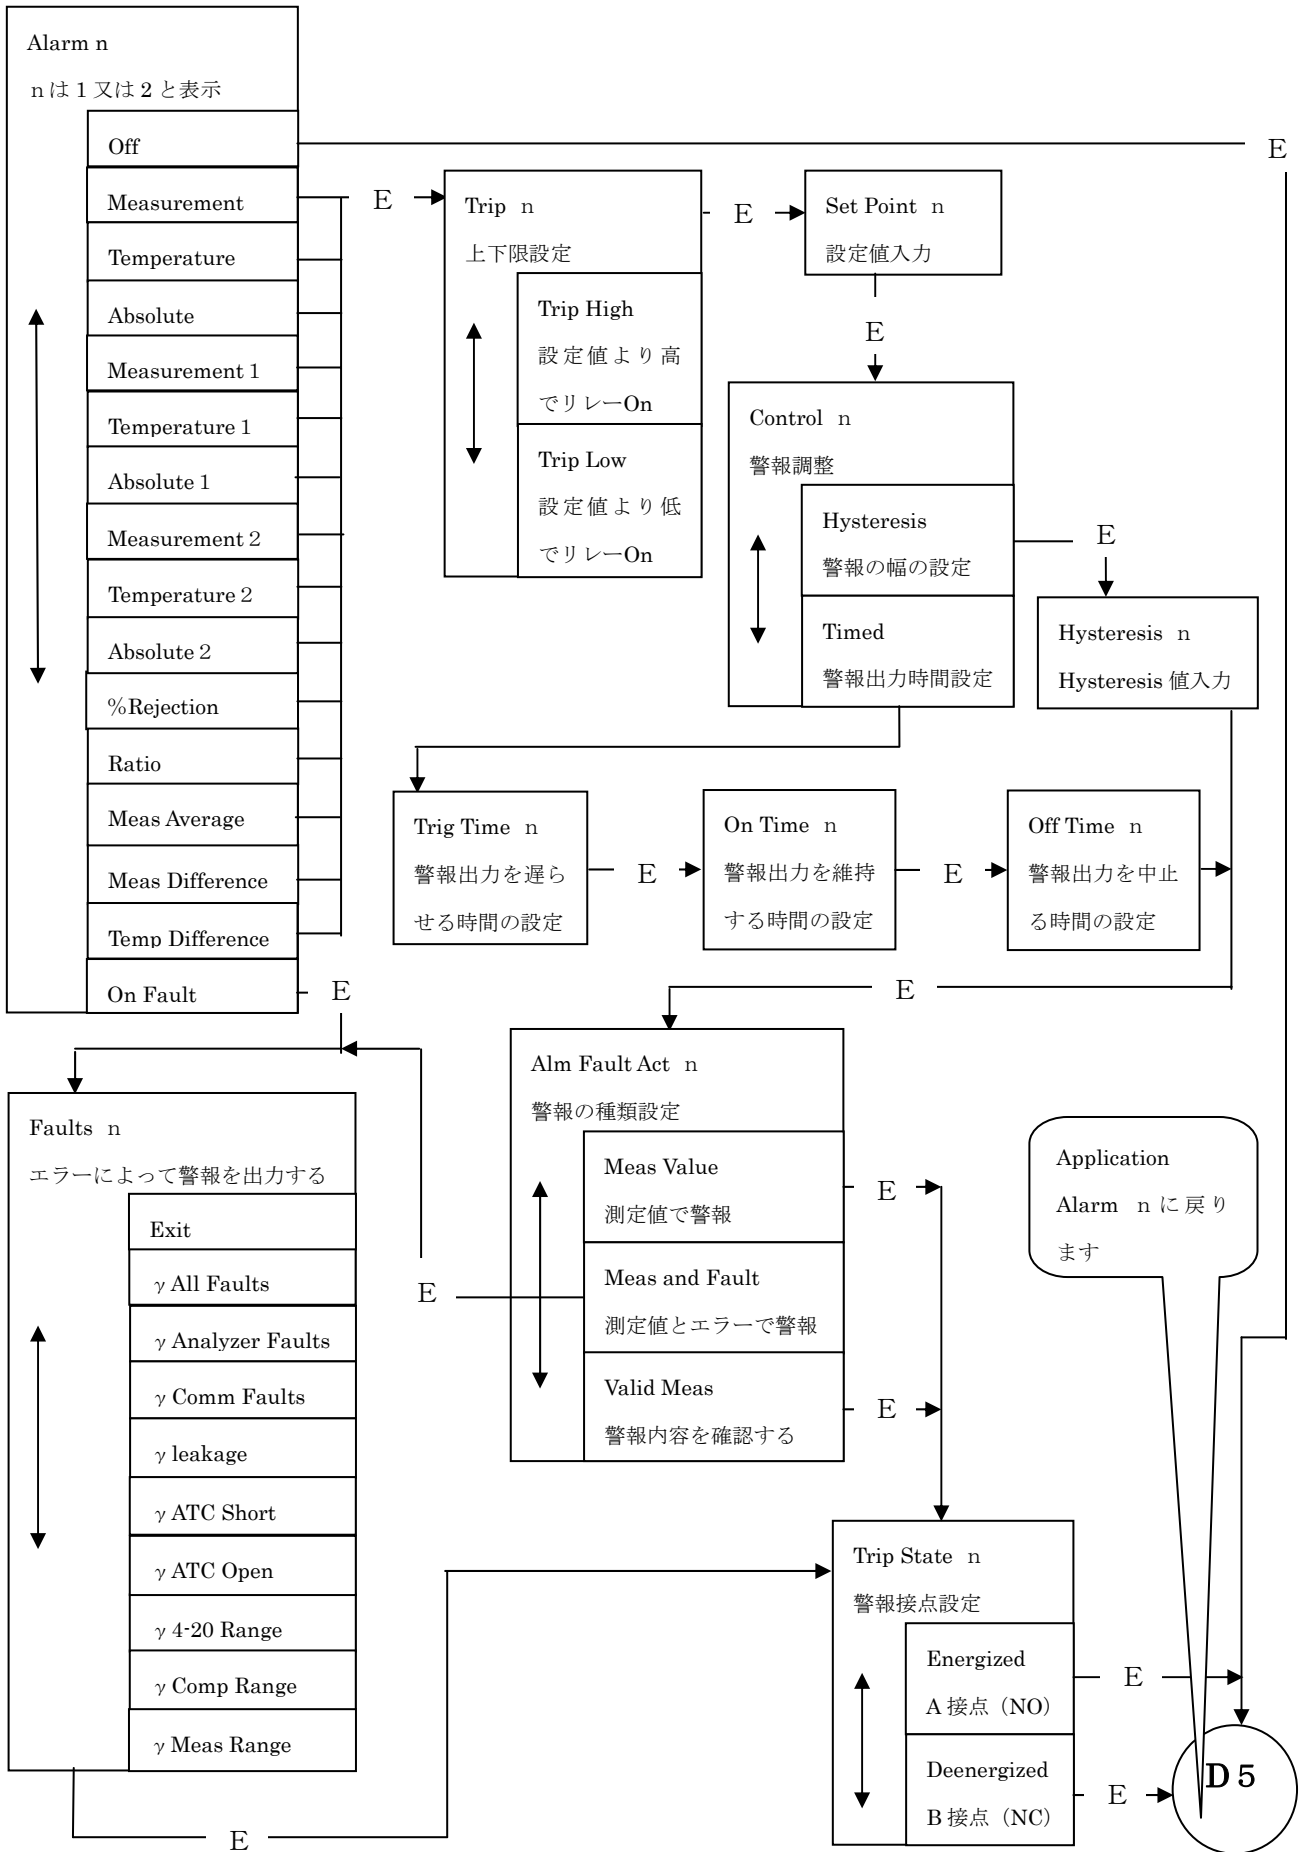 Alarm n
nは 1 又は 2 と表示
Off
Measurement
Temperature
Absolute
Measurement 1
Temperature 1
Absolute 1
Measurement 2
Temperature 2
Absolute 2
%Rejection
Ratio
Meas Average
Meas Difference
Temp Difference
On Fault
E
E
Trip n
上下限設定
Trip High
設定値より高
でリレーOn
Trip Low
設定値より低
でリレーOn
E
Set Point n
設定値入力
E
Control n
警報調整
Hysteresis
警報の幅の設定
Timed
警報出力時間設定
E
Hysteresis n
Hysteresis 値入力
Trig Time n
警報出力を遅ら
せる時間の設定
E
On Time n
警報出力を維持
する時間の設定
E
Off Time n
警報出力を中止
る時間の設定
E
E
Alm Fault Act n
警報の種類設定
Meas Value
測定値で警報
Meas and Fault
測定値とエラーで警報
Valid Meas
警報内容を確認する
E
E
E
Faults n
エラーによって警報を出力する
Exit
γ All Faults
γ Analyzer Faults
γ Comm Faults
γ leakage
γ ATC Short
γ ATC Open
γ 4-20 Range
γ Comp Range
γ Meas Range
E
Application
Alarm n に戻り
ます
Trip State n
警報接点設定
Energized
A 接点（NO）
Deenergized
B 接点（NC）
E
E
D 5